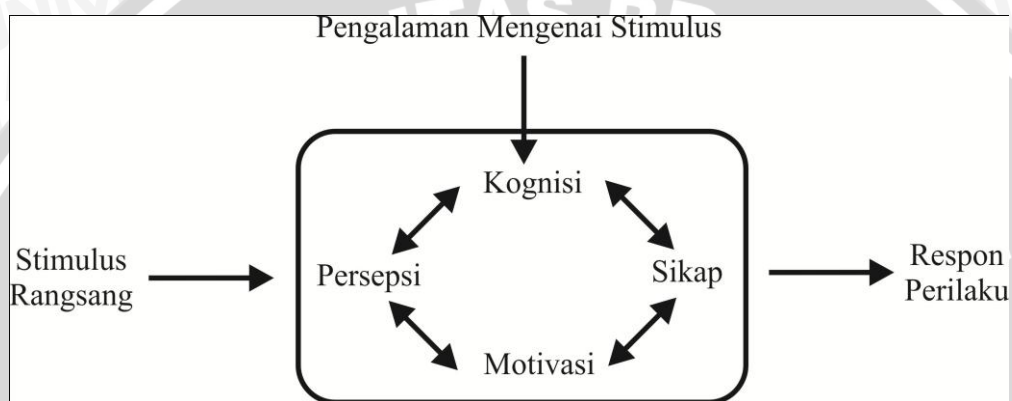 Pengalaman Mengenai Stimulus
Kognisi
Stimulus
Rangsang
Persepsi
Sikap
Respon
Perilaku
Motivasi